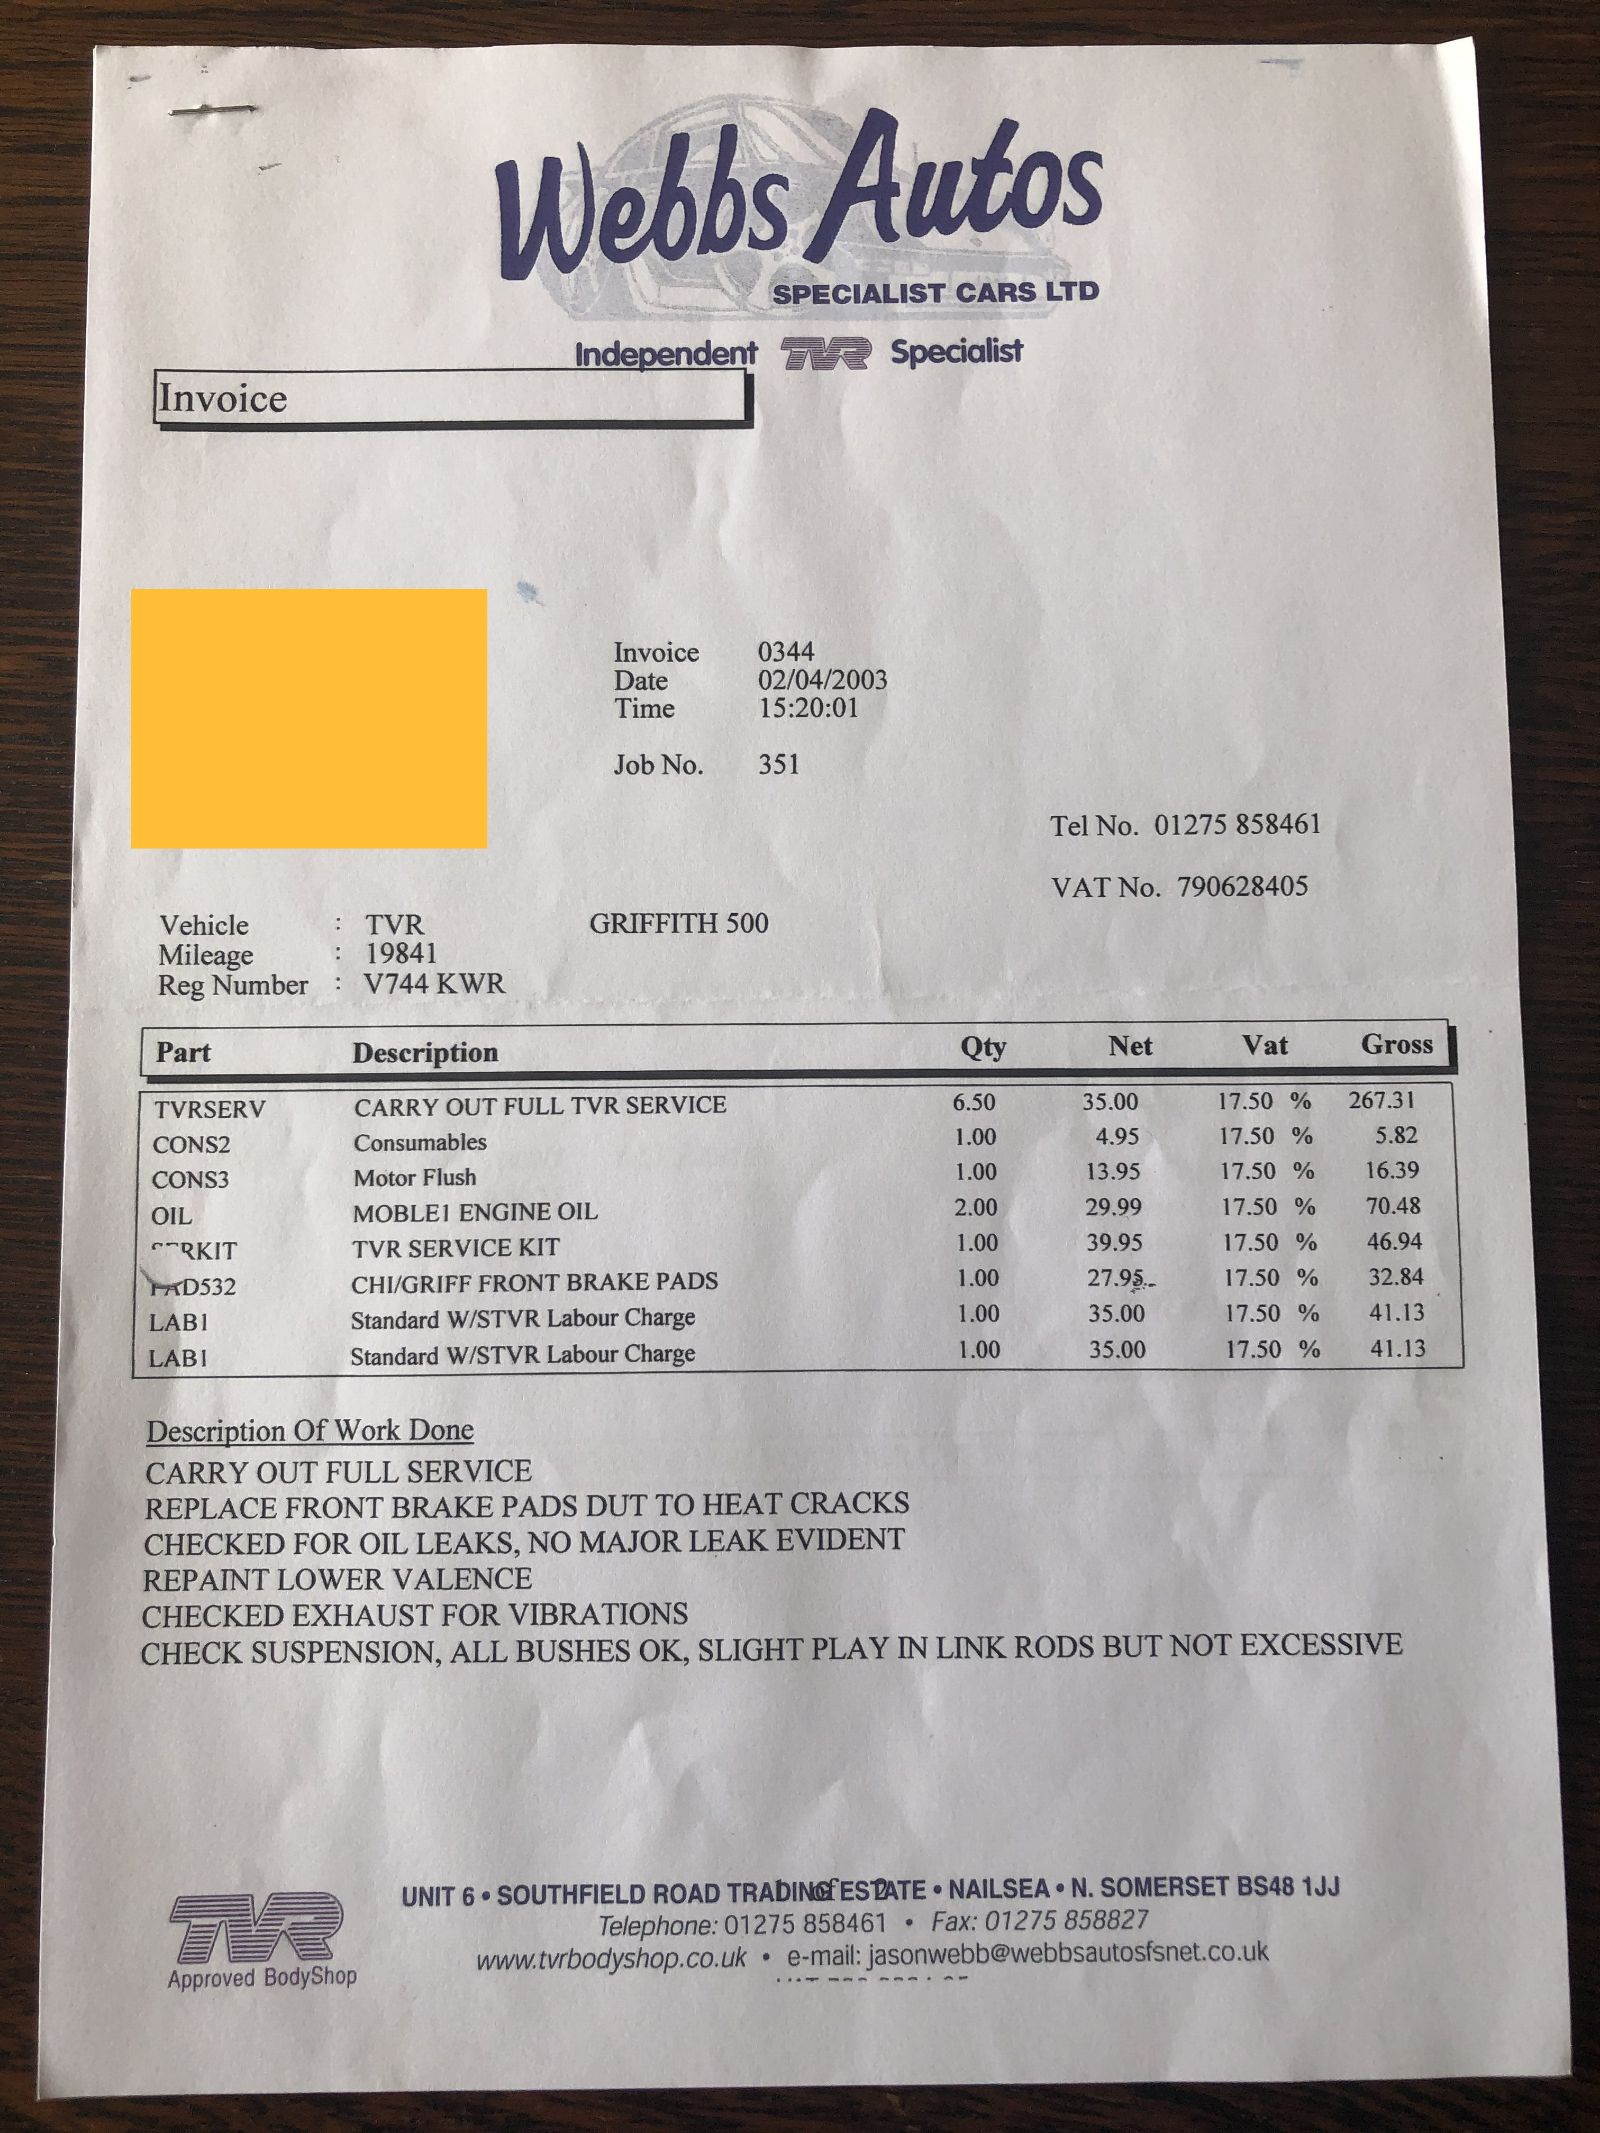 Webbs Autos
SPECIALIST CARS LTD
Independent TVR Specialist
Invoice
Invoice 0344
Date 02/04/2003
Time 15:20:01
Job No. 351
Tel No. 01275 858461
VAT No. 790628405
Vehicle : TVR GRIFFITH 500
Mileage : 19841
Reg Number : V744 KWR
Part Description Qty Net Vat Gross
TVRSERV CARRY OUT FULL TVR SERVICE 6.50 35.00 17.50 % 267.31
CONS2 Consumables 1.00 4.95 17.50 % 5.82
CONS3 Motor Flush 1.00 13.95 17.50 % 16.39
OIL MOBLE1 ENGINE OIL 2.00 29.99 17.50 % 70.48
TVR SERVICE KIT 1.00 39.95 17.50 % 46.94
PAD532 CHI/GRIFF FRONT BRAKE PADS 1.00 27.95 17.50 % 32.84
LAB1 Standard W/STVR Labour Charge 1.00 35.00 17.50 % 41.13
LAB1 Standard W/STVR Labour Charge 1.00 35.00 17.50 % 41.13
Description Of Work Done
CARRY OUT FULL SERVICE
REPLACE FRONT BRAKE PADS DUT TO HEAT CRACKS
CHECKED FOR OIL LEAKS, NO MAJOR LEAK EVIDENT
REPAINT LOWER VALENCE
CHECKED EXHAUST FOR VIBRATIONS
CHECK SUSPENSION, ALL BUSHES OK, SLIGHT PLAY IN LINK RODS BUT NOT EXCESSIVE
UNIT 6 • SOUTHFIELD ROAD TRADING ESTATE • NAILSEA • N. SOMERSET BS48 1JJ
1 of 2
Telephone: 01275 858461 • Fax: 01275 858827
www.tvrbodyshop.co.uk • e-mail: jasonwebb@webbsautosfsnet.co.uk
TVR
Approved BodyShop